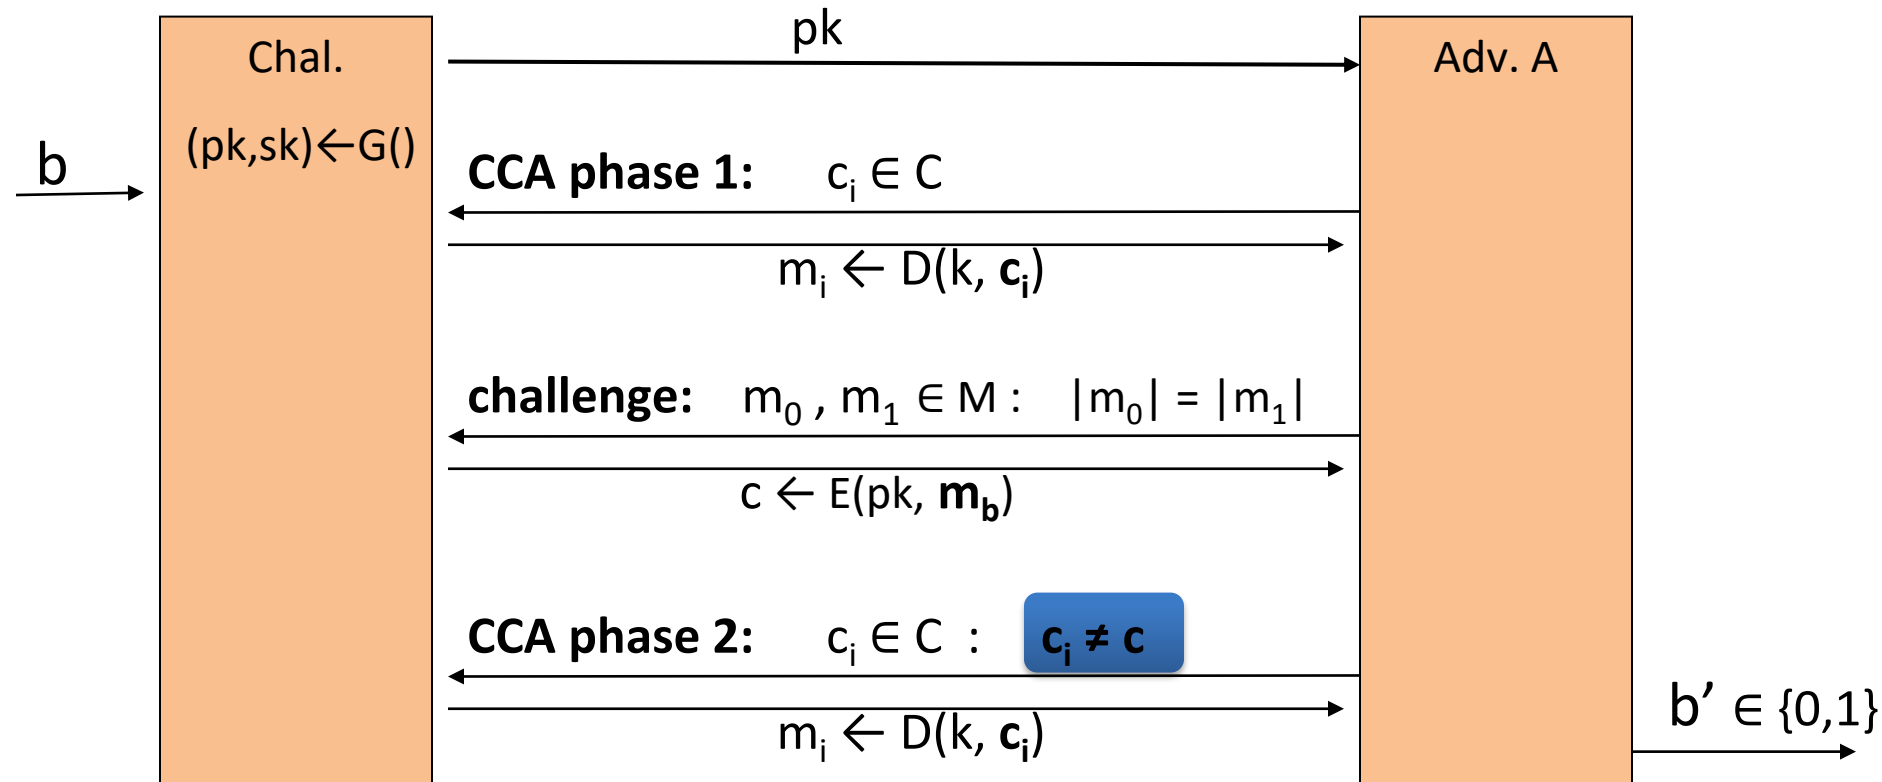 pk
Chal.
Adv. A
(pk,sk)←G()
b
CCA phase 1: cᵢ ∈ C
mᵢ ← D(k, cᵢ)
challenge: m₀ , m₁ ∈ M : |m₀| = |m₁|
c ← E(pk, m_b)
CCA phase 2: cᵢ ∈ C : cᵢ ≠ c
mᵢ ← D(k, cᵢ)
b’ ∈ {0,1}